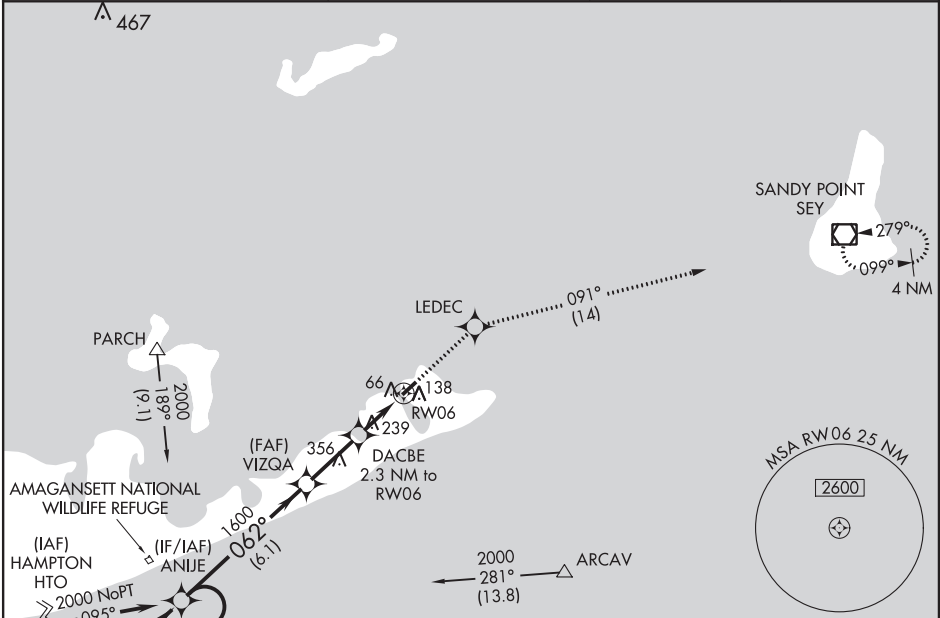 467
SANDY POINT
SEY
279°
099°
4 NM
LEDEC
091°
(14)
PARCH
2000
189°
(9.1)
66
138
RW06
239
(FAF)
VIZQA
356
DACBE
2.3 NM to
RW06
MSA RW06 25 NM
2600
AMAGANSETT NATIONAL
WILDLIFE REFUGE
1600
062°
(6.1)
(IAF)
HAMPTON
HTO
(IF/IAF)
ANIJE
2000
281°
(13.8)
ARCAV
2000 NoPT
095°